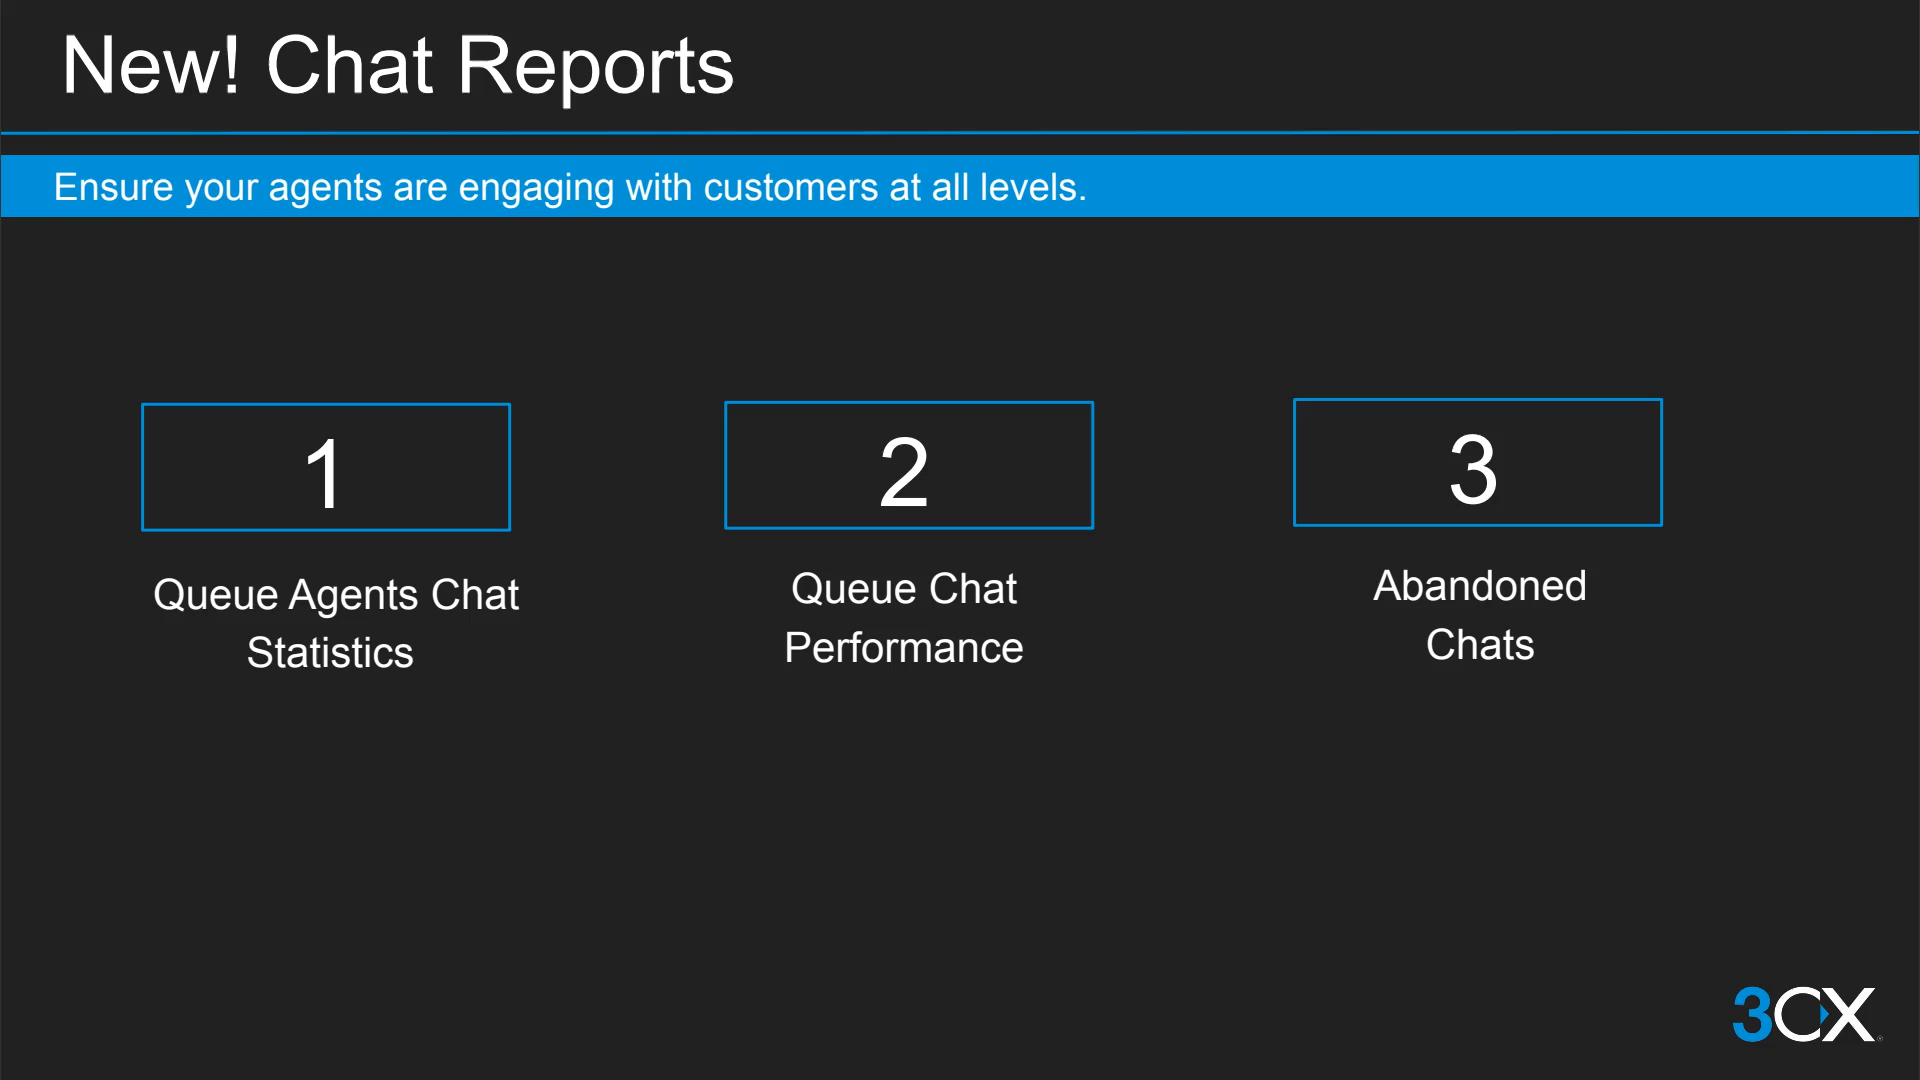 New! Chat Reports
Ensure your agents are engaging with customers at all levels.
1
Queue Agents Chat
Statistics
2
Queue Chat
Performance
3
Abandoned
Chats
3CX